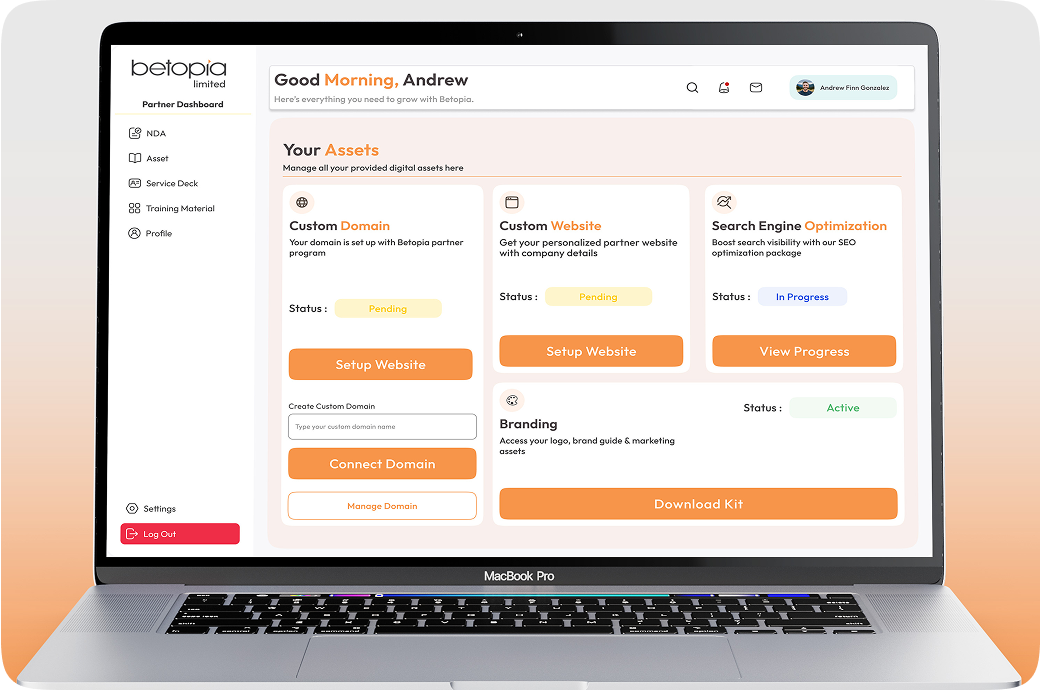 betopia
limited
Partner Dashboard
NDA
Asset
Service Deck
Training Material
Profile
Settings
Log Out
Good Morning, Andrew
Here's everything you need to grow with Betopia.
Andrew Finn Gonzalez
Your Assets
Manage all your provided digital assets here
Custom Domain
Your domain is set up with Betopia partner
program
Status :
Pending
Setup Website
Create Custom Domain
Type your custom domain name
Connect Domain
Manage Domain
Custom Website
Get your personalized partner website
with company details
Status :
Pending
Setup Website
Search Engine Optimization
Boost search visibility with our SEO
optimization package
Status :
In Progress
View Progress
Branding
Access your logo, brand guide & marketing
assets
Status :
Active
Download Kit
MacBook Pro